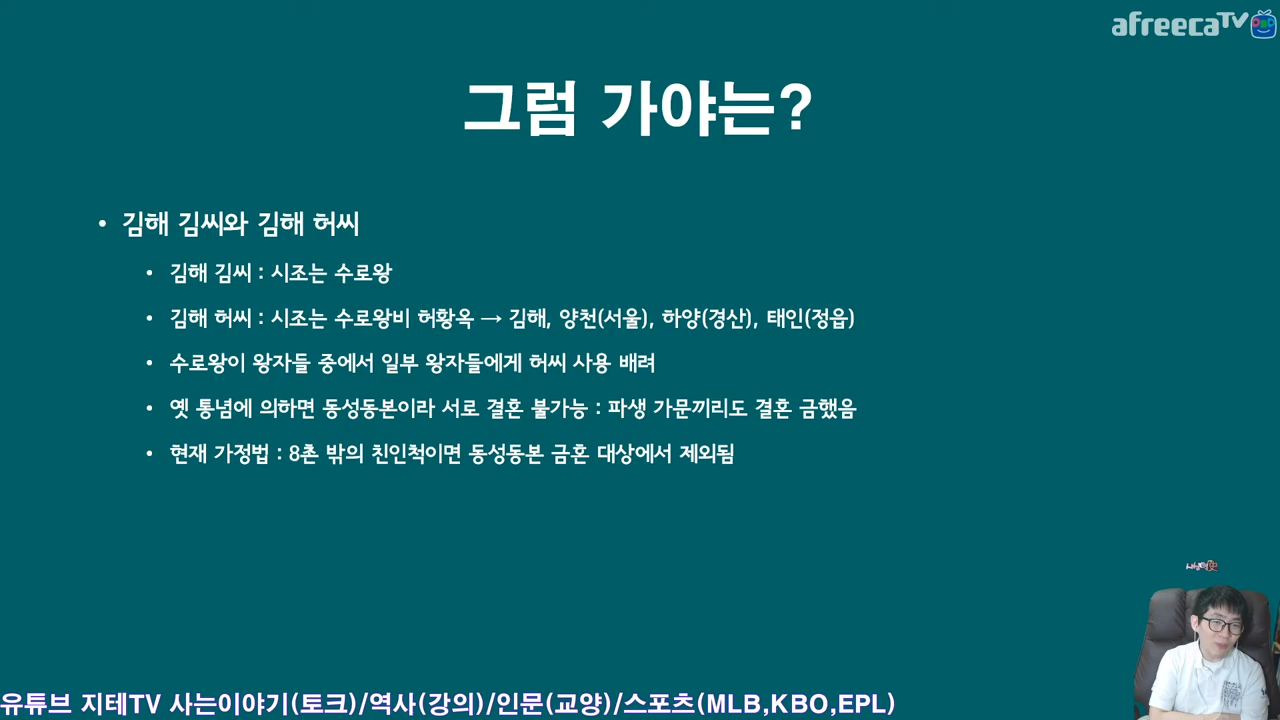 afreecaTV
그럼 가야는?
• 김해 김씨와 김해 허씨
• 김해 김씨 : 시조는 수로왕
• 김해 허씨 : 시조는 수로왕비 허황옥 → 김해, 양천(서울), 하양(경산), 태인(정읍)
• 수로왕이 왕자들 중에서 일부 왕자들에게 허씨 사용 배려
• 옛 통념에 의하면 동성동본이라 서로 결혼 불가능 : 파생 가문끼리도 결혼 금했음
• 현재 가정법 : 8촌 밖의 친인척이면 동성동본 금혼 대상에서 제외됨
유튜브 지테TV 사는이야기(토크)/역사(강의)/인문(교양)/스포츠(MLB,KBO,EPL)